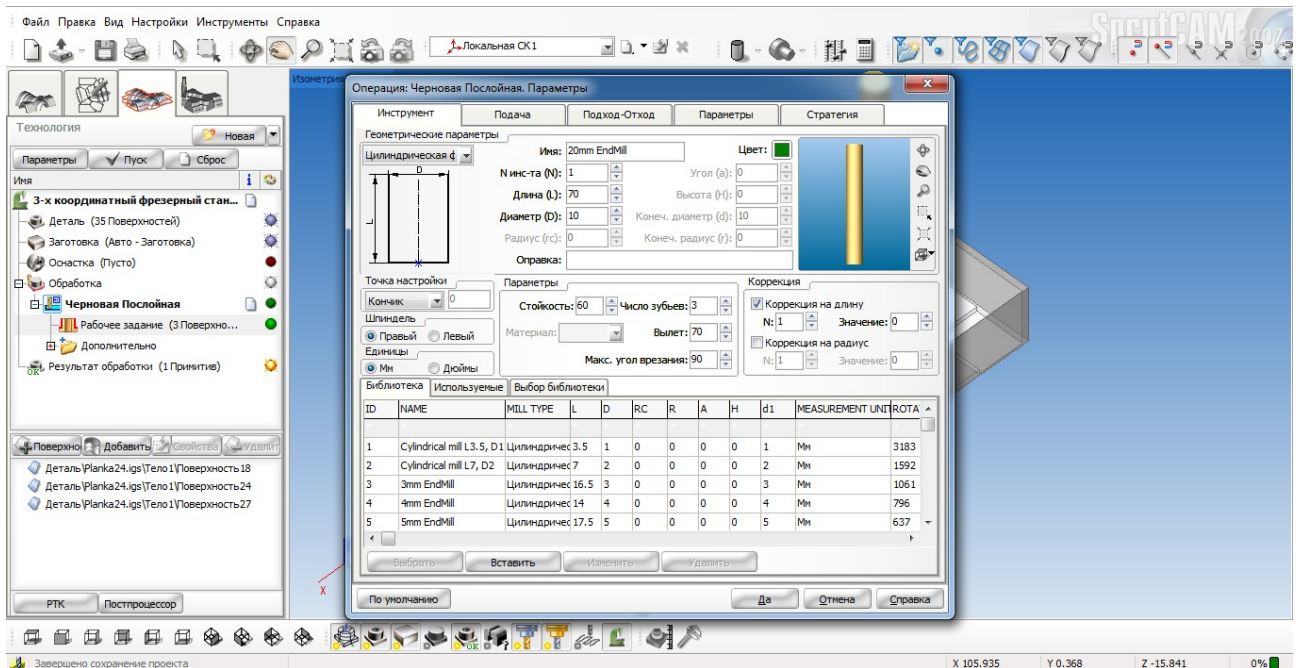 Файл Правка Вид Настройки Инструменты Справка
SprutCAM 2007
Локальная СК1
Изометрия
Технология
Новая
Параметры Пуск Сброс
Имя
3-х координатный фрезерный стан...
Деталь (35 Поверхностей)
Заготовка (Авто - Заготовка)
Оснастка (Пусто)
Обработка
Черновая Послойная
Рабочее задание (3 Поверхно...
Дополнительно
Результат обработки (1 Примитив)
Поверхно Добавить Свойства Удалит
Деталь\Planka24.igs\Тело1\Поверхность18
Деталь\Planka24.igs\Тело1\Поверхность24
Деталь\Planka24.igs\Тело1\Поверхность27
РТК Постпроцессор
Операция: Черновая Послойная. Параметры
Инструмент Подача Подход-Отход Параметры Стратегия
Геометрические параметры
Цилиндрическая ф
D
L
Имя: 20mm EndMill Цвет:
N инс-та (N): 1 Угол (a): 0
Длина (L): 70 Высота (H): 0
Диаметр (D): 10 Конеч. диаметр (d): 10
Радиус (rc): 0 Конеч. радиус (r): 0
Оправка:
Точка настройки
Кончик 0
Шпиндель
Правый Левый
Единицы
Мм Дюймы
Параметры
Стойкость: 60 Число зубьев: 3
Материал: Вылет: 70
Макс. угол врезания: 90
Коррекция
Коррекция на длину
N: 1 Значение: 0
Коррекция на радиус
N: 1 Значение: 0
Библиотека Используемые Выбор библиотеки
ID NAME MILL TYPE L D RC R A H d1 MEASUREMENT UNIT ROTA
1 Cylindrical mill L3.5, D1 Цилиндричес 3.5 1 0 0 0 0 1 Мм 3183
2 Cylindrical mill L7, D2 Цилиндричес 7 2 0 0 0 0 2 Мм 1592
3 3mm EndMill Цилиндричес 16.5 3 0 0 0 0 3 Мм 1061
4 4mm EndMill Цилиндричес 14 4 0 0 0 0 4 Мм 796
5 5mm EndMill Цилиндричес 17.5 5 0 0 0 0 5 Мм 637
Выбрать Вставить Изменить Удалить
По умолчанию Да Отмена Справка
X
Завершено сохранение проекта X 105.935 Y 0.368 Z -15.841 0%